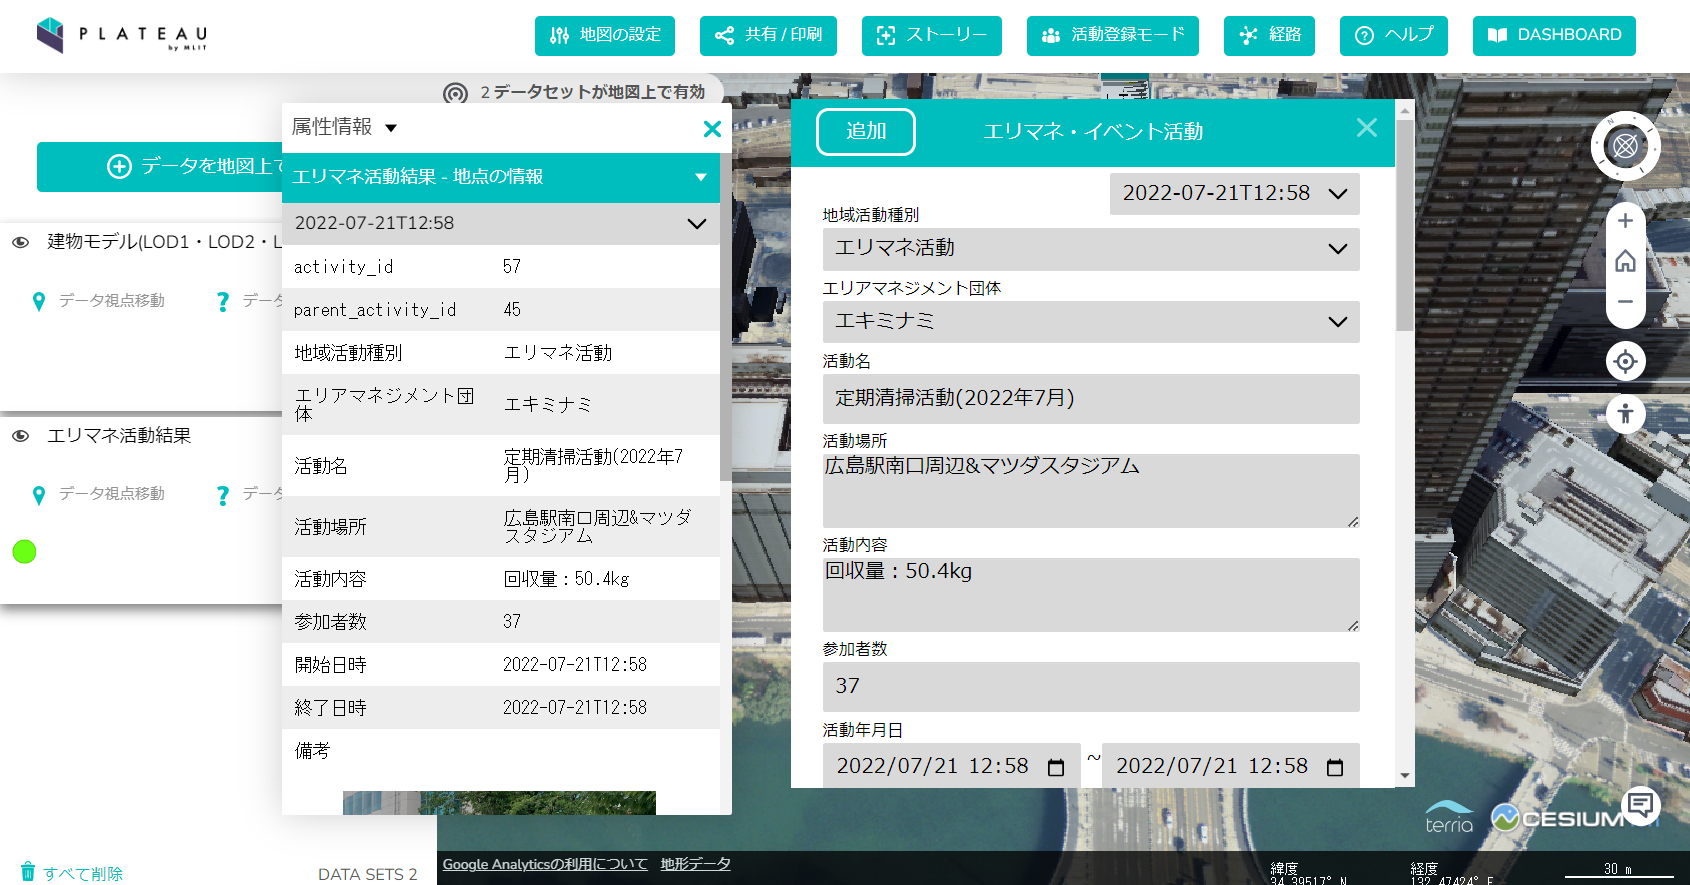 PLATEAU
by MLIT
地図の設定
共有 / 印刷
ストーリー
活動登録モード
経路
ヘルプ
DASHBOARD
2 データセットが地図上で有効
データを地図上で
建物モデル(LOD1・LOD2・L
データ視点移動
データ
エリマネ活動結果
データ視点移動
データ
すべて削除
DATA SETS 2
属性情報
エリマネ活動結果 - 地点の情報
2022-07-21T12:58
activity_id 57
parent_activity_id 45
地域活動種別 エリマネ活動
エリアマネジメント団
体 エキミナミ
活動名 定期清掃活動(2022年7
月)
活動場所 広島駅南口周辺&マツダ
スタジアム
活動内容 回収量：50.4kg
参加者数 37
開始日時 2022-07-21T12:58
終了日時 2022-07-21T12:58
備考
追加
エリマネ・イベント活動
2022-07-21T12:58
地域活動種別
エリマネ活動
エリアマネジメント団体
エキミナミ
活動名
定期清掃活動(2022年7月)
活動場所
広島駅南口周辺&マツダスタジアム
活動内容
回収量：50.4kg
参加者数
37
活動年月日
2022/07/21 12:58 ~ 2022/07/21 12:58
N
terria
CESIUM
Google Analyticsの利用について 地形データ
緯度
34.39517° N
経度
132.47424° E
30 m